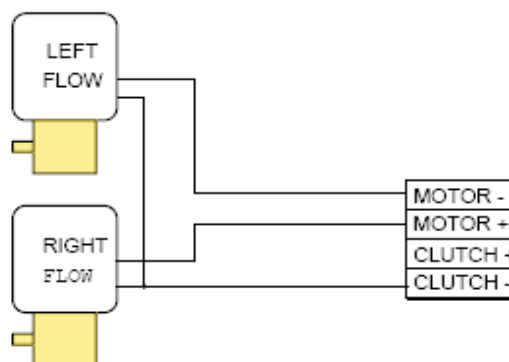 LEFT
FLOW
RIGHT
FLOW
MOTOR -
MOTOR +
CLUTCH +
CLUTCH -